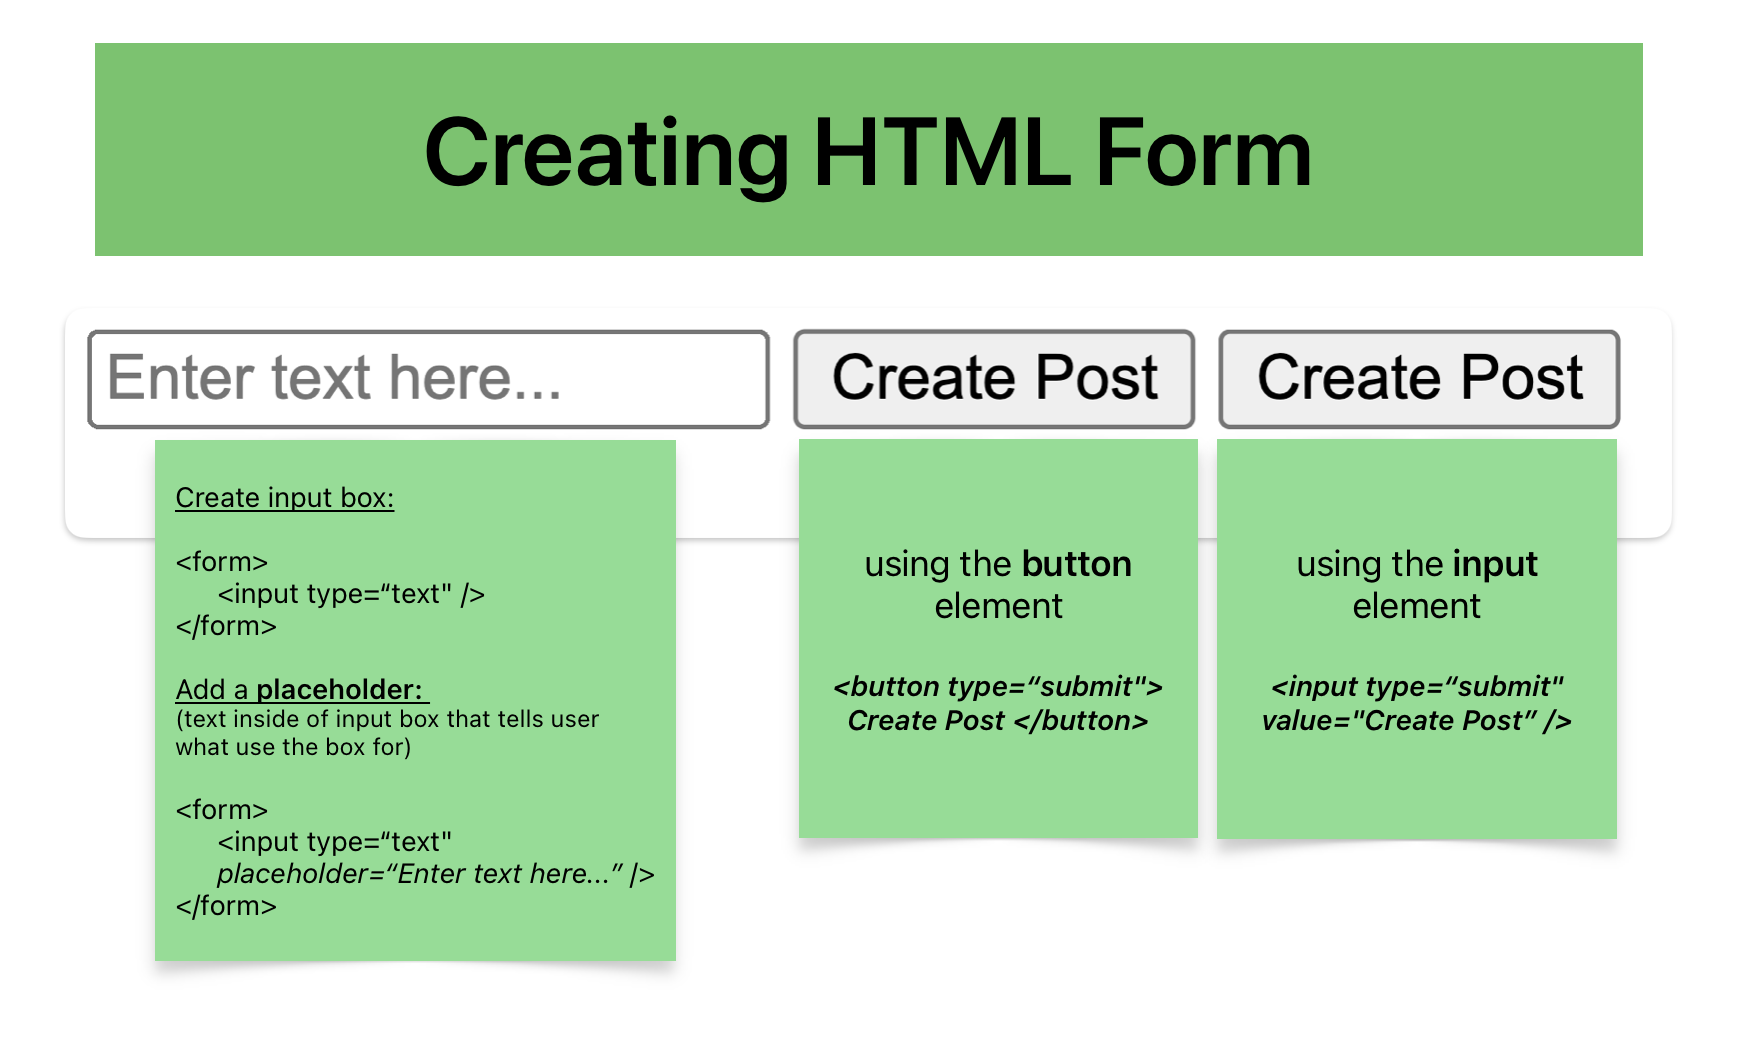 Creating HTML Form
Enter text here...
Create Post
Create Post
Create input box:
<form>
<input type=“text" />
</form>
Add a placeholder:
(text inside of input box that tells user
what use the box for)
<form>
<input type=“text"
placeholder=“Enter text here...” />
</form>
using the button
element
<button type=“submit">
Create Post </button>
using the input
element
<input type=“submit"
value="Create Post” />